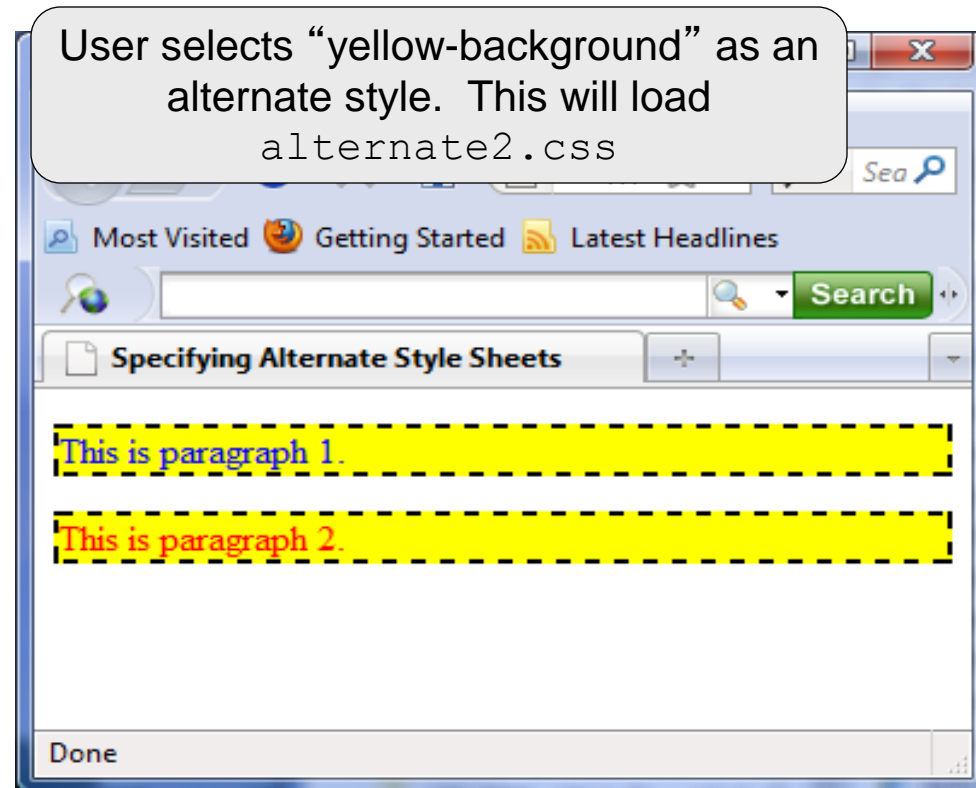 User selects “yellow-background” as an
alternate style. This will load
alternate2.css
Sea
Most Visited Getting Started Latest Headlines
Search
Specifying Alternate Style Sheets
This is paragraph 1.
This is paragraph 2.
Done